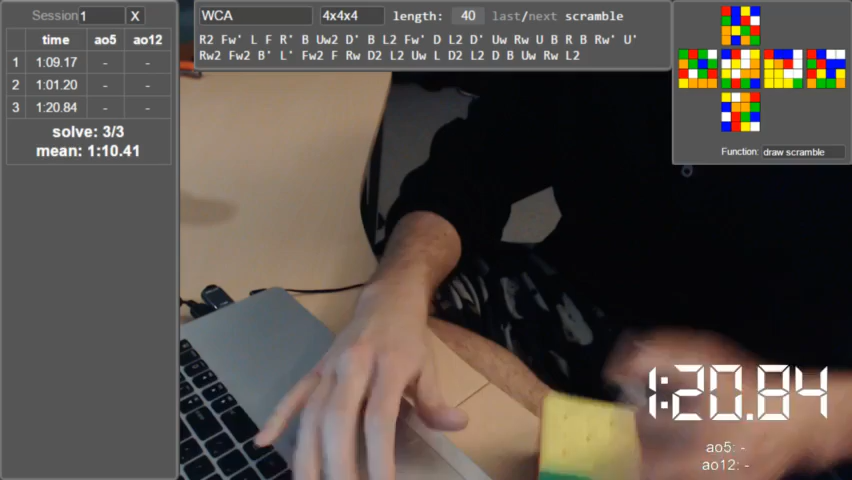 Session 1 X
time ao5 ao12
1 1:09.17 - -
2 1:01.20 - -
3 1:20.84 - -
solve: 3/3
mean: 1:10.41
WCA 4x4x4 length: 40 last/next scramble
R2 Fw' L F R' B Uw2 D' B L2 Fw' D L2 D' Uw Rw U B R B Rw' U'
Rw2 Fw2 B' L' Fw2 F Rw D2 L2 Uw L D2 L2 D B Uw Rw L2
Function: draw scramble
1:20.84
ao5: -
ao12: -